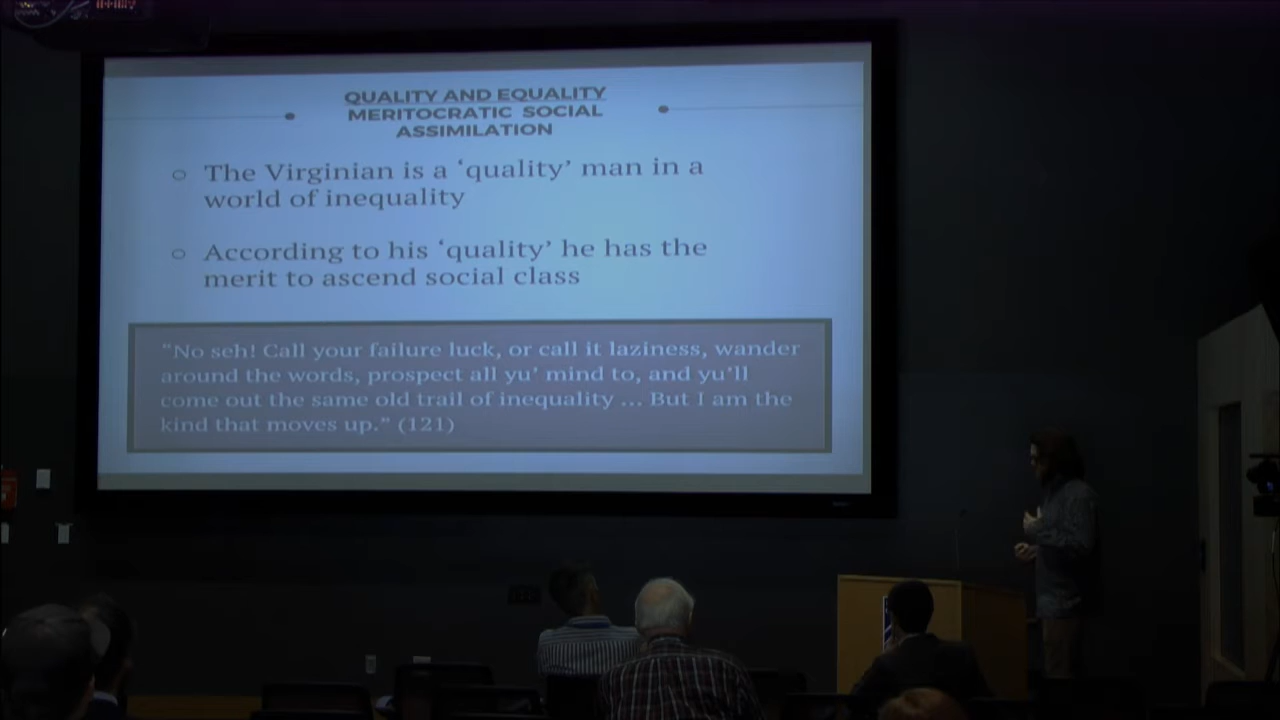 QUALITY AND EQUALITY
MERITOCRATIC SOCIAL
ASSIMILATION
The Virginian is a ‘quality’ man in a
world of inequality
According to his ‘quality’ he has the
merit to ascend social class
“No seh! Call your failure luck, or call it laziness, wander
around the words, prospect all yu’ mind to, and yu’ll
come out the same old trail of inequality ... But I am the
kind that moves up.” (121)